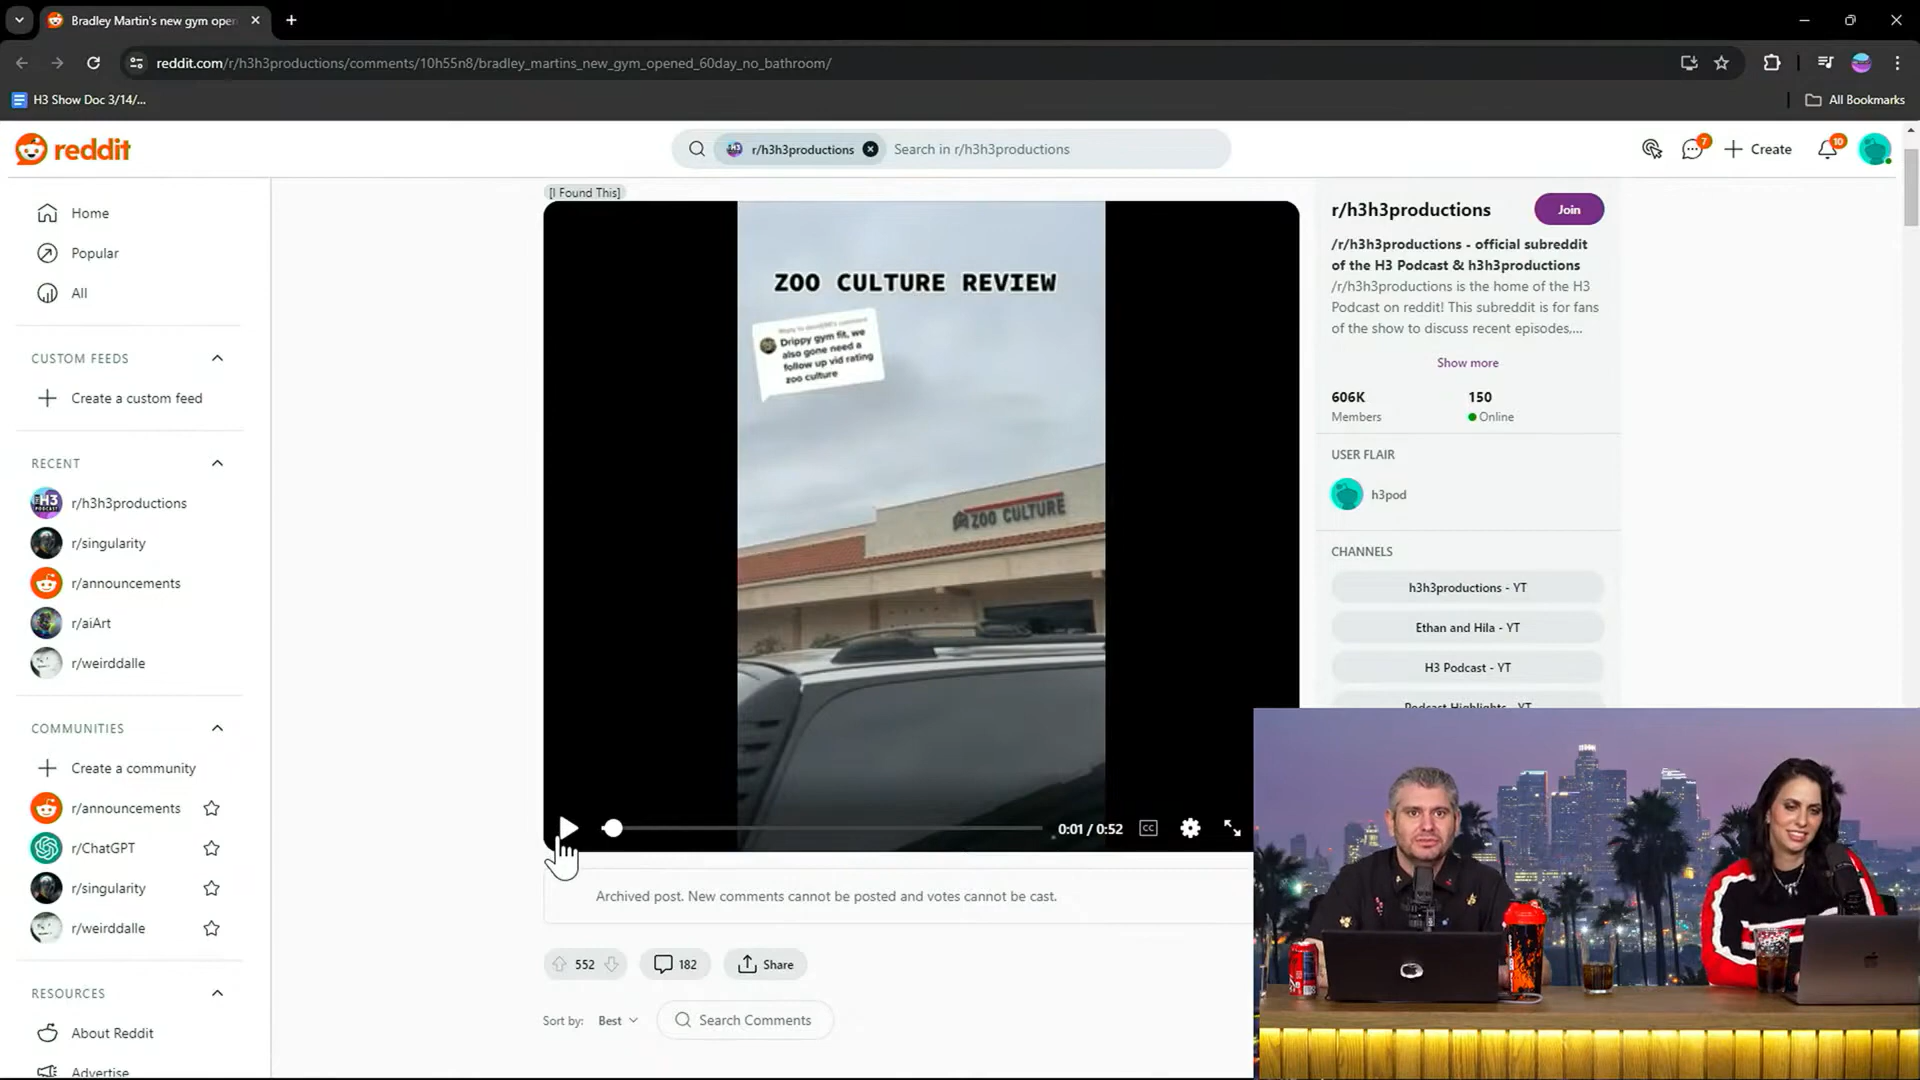 Bradley Martin's new gym open
reddit.com/r/h3h3productions/comments/10h55n8/bradley_martins_new_gym_opened_60day_no_bathroom/
H3 Show Doc 3/14/...
All Bookmarks
reddit
r/h3h3productions
Search in r/h3h3productions
7
Create
10
Home
Popular
All
CUSTOM FEEDS
Create a custom feed
RECENT
r/h3h3productions
r/singularity
r/announcements
r/aiArt
r/weirddalle
COMMUNITIES
Create a community
r/announcements
r/ChatGPT
r/singularity
r/weirddalle
RESOURCES
About Reddit
Advertise
[I Found This]
ZOO CULTURE REVIEW
Drippy gym fit, we
also gone need a
follow up vid rating
zoo culture
ZOO CULTURE
0:01 / 0:52
CC
Archived post. New comments cannot be posted and votes cannot be cast.
552
182
Share
Sort by:
Best
Search Comments
r/h3h3productions
Join
/r/h3h3productions - official subreddit
of the H3 Podcast & h3h3productions
/r/h3h3productions is the home of the H3
Podcast on reddit! This subreddit is for fans
of the show to discuss recent episodes,...
Show more
606K
150
Members
Online
USER FLAIR
h3pod
CHANNELS
h3h3productions - YT
Ethan and Hila - YT
H3 Podcast - YT
Podcast Highlights - YT